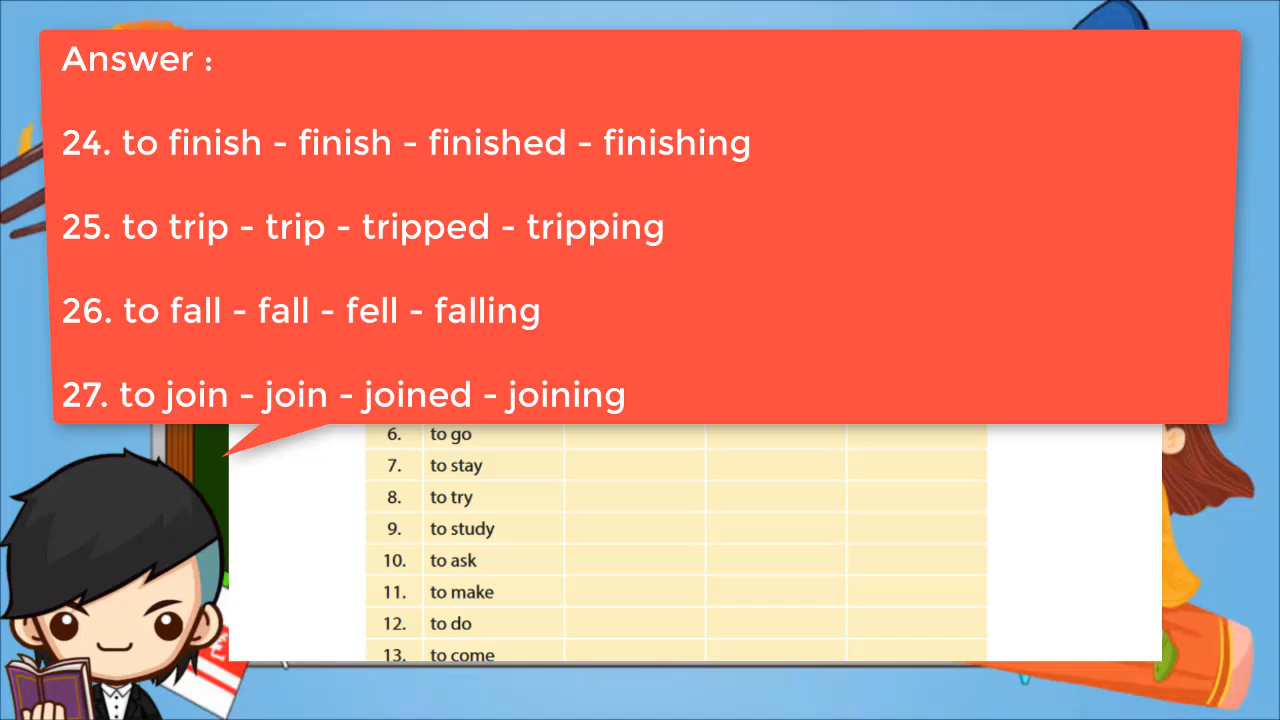 Answer :
24. to finish - finish - finished - finishing
25. to trip - trip - tripped - tripping
26. to fall - fall - fell - falling
27. to join - join - joined - joining
6. to go
7. to stay
8. to try
9. to study
10. to ask
11. to make
12. to do
13. to come